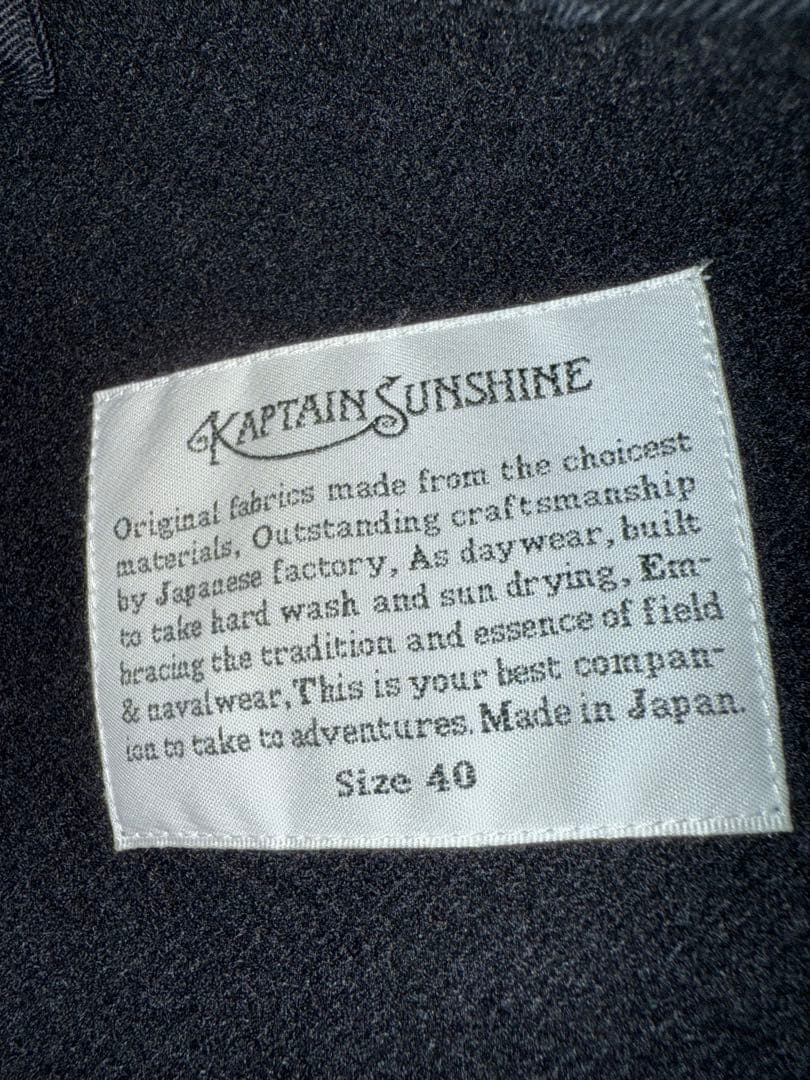 KAPTAIN SUNSHINE
Original fabrics made from the choicest
materials, Outstanding craftsmanship
by Japanese factory, As daywear, built
to take hard wash and sun drying, Em-
bracing the tradition and essence of field
& navalwear, This is your best compan-
ion to take to adventures. Made in Japan.
Size 40